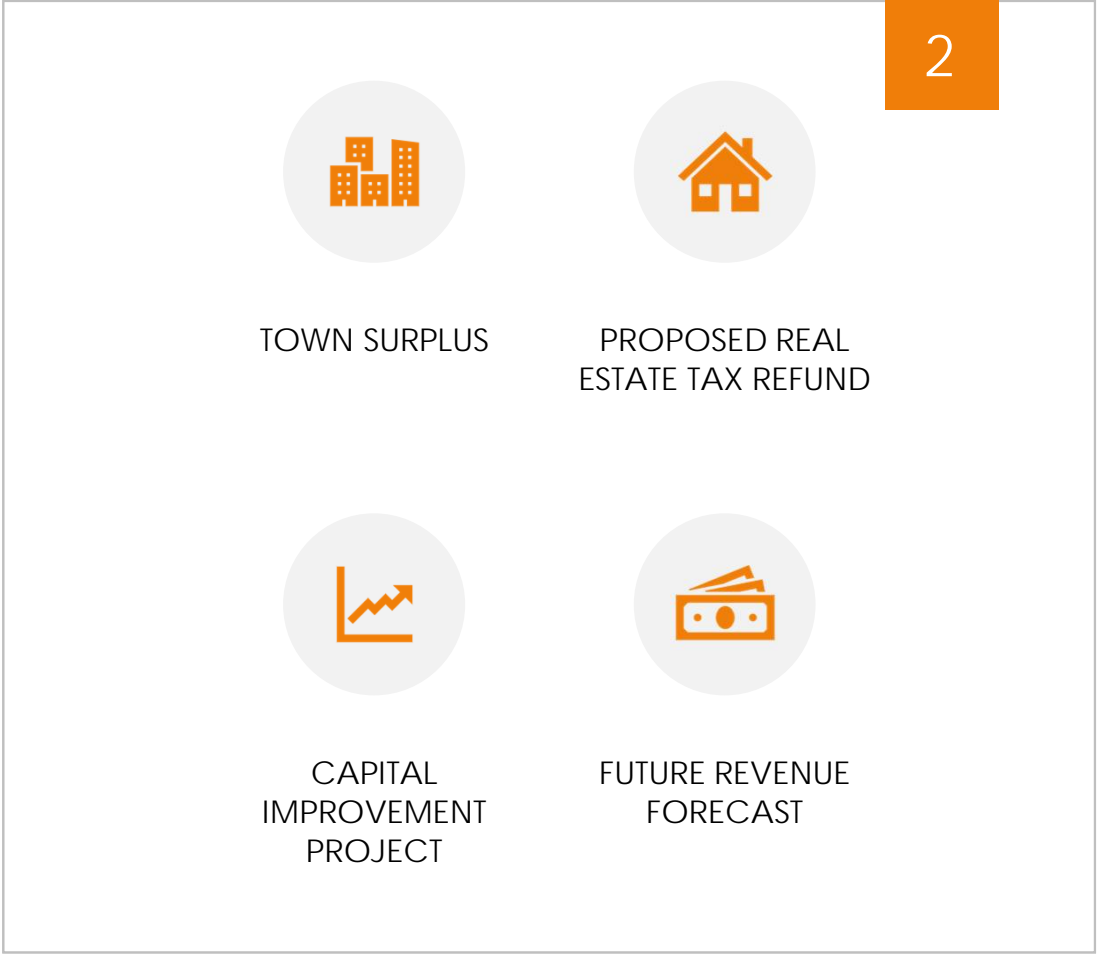 2
TOWN SURPLUS
PROPOSED REAL
ESTATE TAX REFUND
CAPITAL
IMPROVEMENT
PROJECT
FUTURE REVENUE
FORECAST